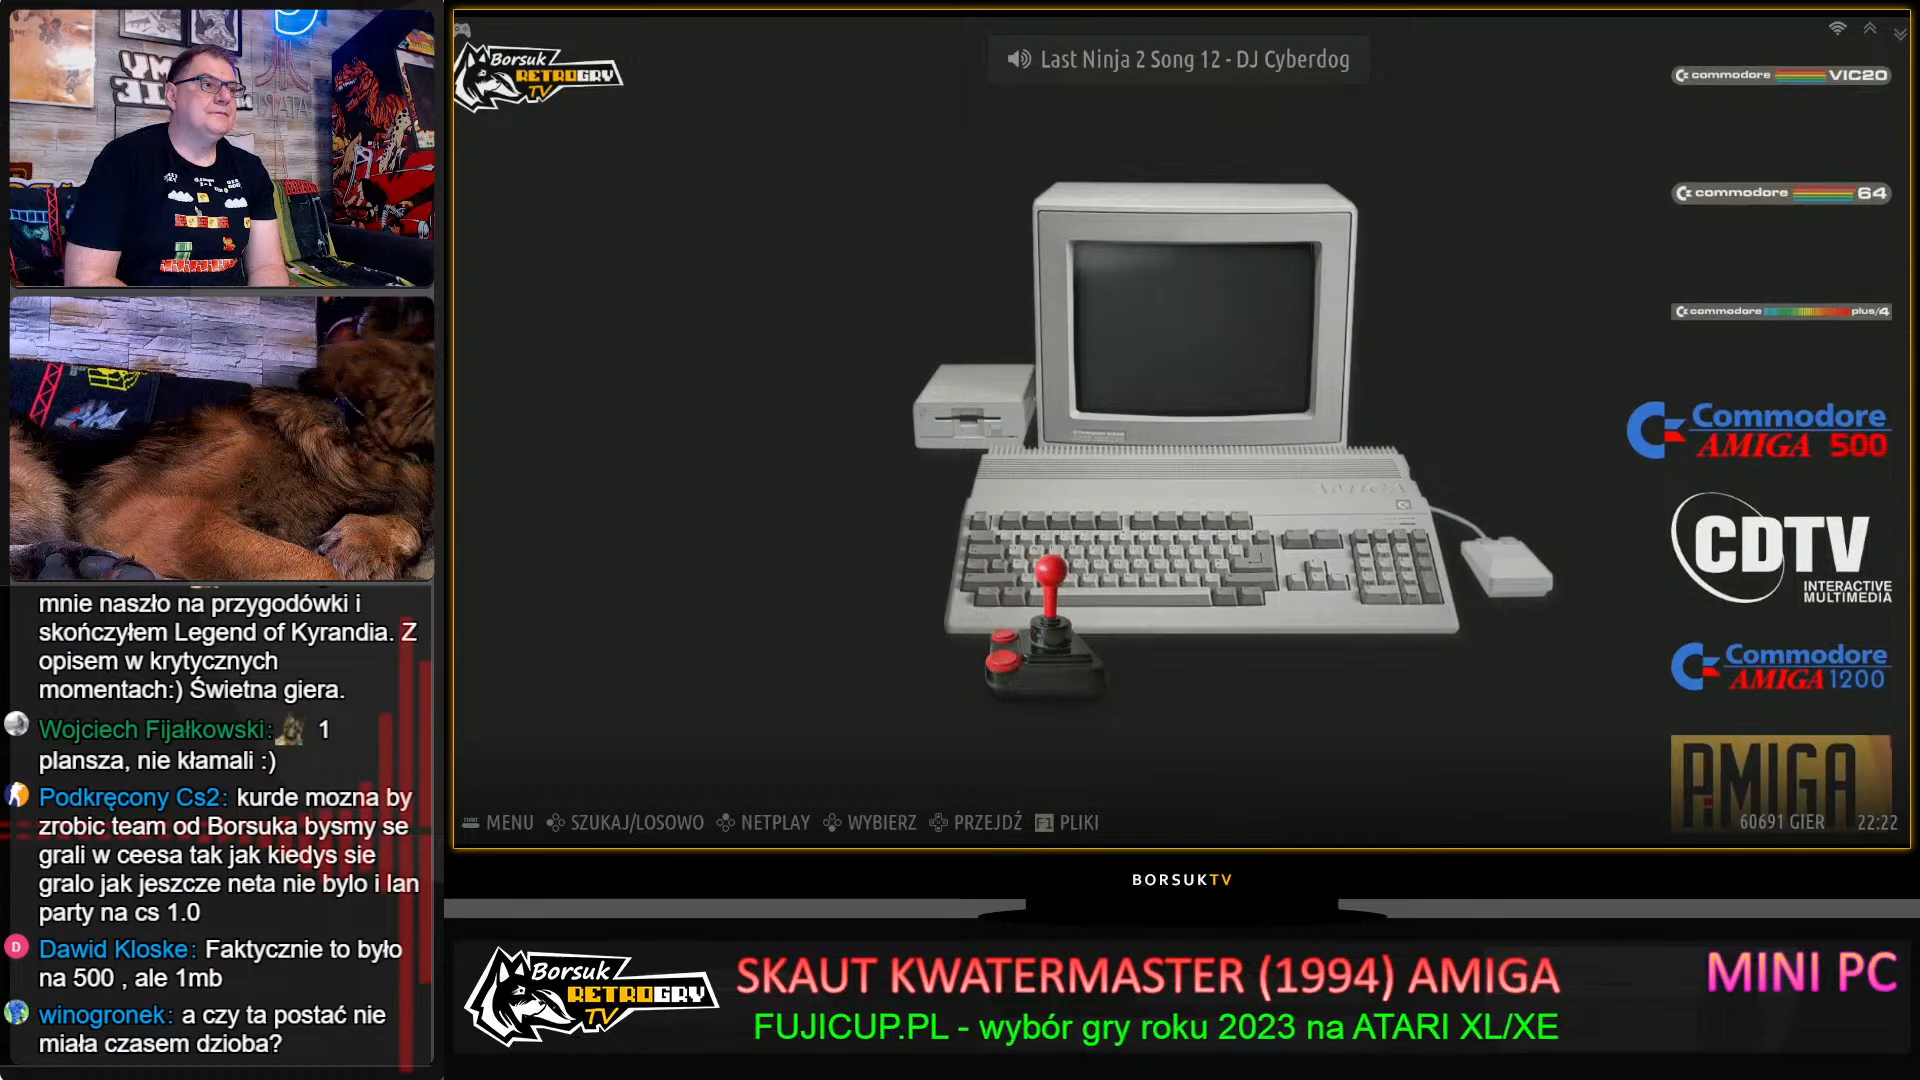 mnie naszło na przygodówki i
skończyłem Legend of Kyrandia. Z
opisem w krytycznych
momentach:) Świetna giera.
Wojciech Fijałkowski: 1
plansza, nie kłamali :)
Podkręcony Cs2: kurde mozna by
zrobic team od Borsuka bysmy se
grali w ceesa tak jak kiedys sie
gralo jak jeszcze neta nie bylo i lan
party na cs 1.0
D Dawid Kloske: Faktycznie to było
na 500 , ale 1mb
winogronek: a czy ta postać nie
miała czasem dzioba?
Borsuk
RETROGRY
TV
Last Ninja 2 Song 12 - DJ Cyberdog
commodore VIC20
commodore 64
commodore plus/4
Commodore
AMIGA 500
CDTV
INTERACTIVE
MULTIMEDIA
Commodore
AMIGA 1200
AMIGA
AMIGA
MENU SZUKAJ/LOSOWO NETPLAY WYBIERZ PRZEJDŹ F1 PLIKI
60691 GIER 22:22
BORSUKTV
Borsuk
RETROGRY
TV
SKAUT KWATERMASTER (1994) AMIGA
FUJICUP.PL - wybór gry roku 2023 na ATARI XL/XE
MINI PC